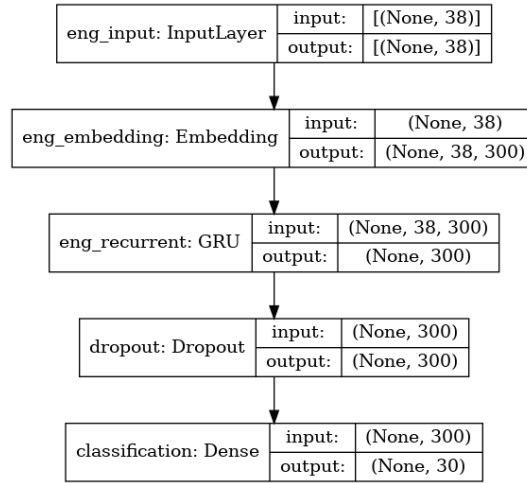 eng_input: InputLayer
input: [(None, 38)]
output: [(None, 38)]
eng_embedding: Embedding
input: (None, 38)
output: (None, 38, 300)
eng_recurrent: GRU
input: (None, 38, 300)
output: (None, 300)
dropout: Dropout
input: (None, 300)
output: (None, 300)
classification: Dense
input: (None, 300)
output: (None, 30)